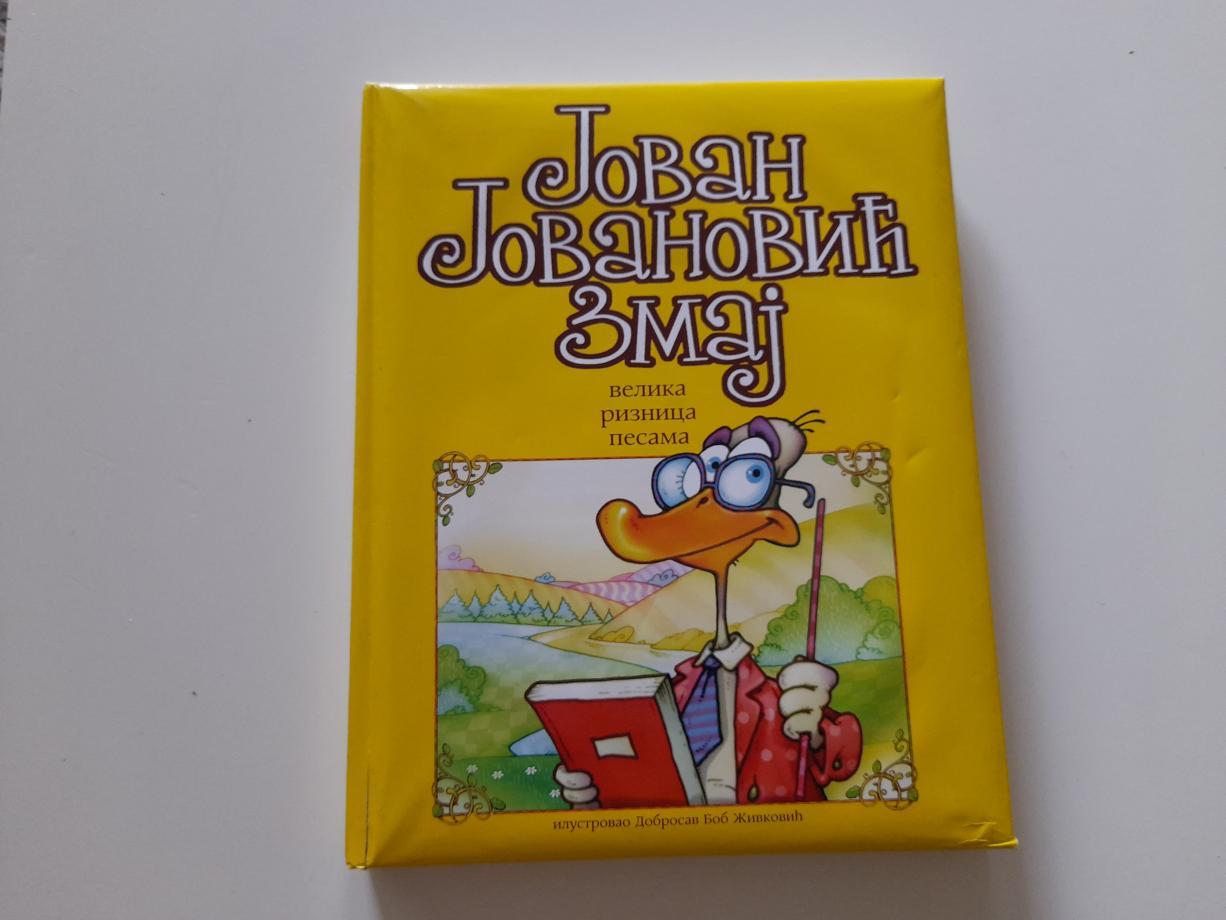 Јован
Јовановић
Змај
велика
ризница
песама
илустровао Добросав Боб Живковић